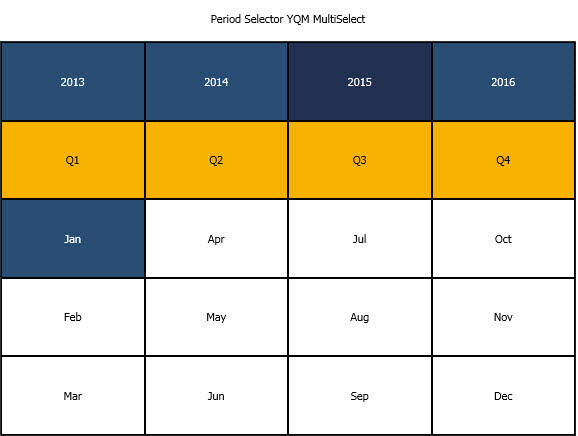 Period Selector YQM MultiSelect
2013 2014 2015 2016
Q1 Q2 Q3 Q4
Jan Apr Jul Oct
Feb May Aug Nov
Mar Jun Sep Dec